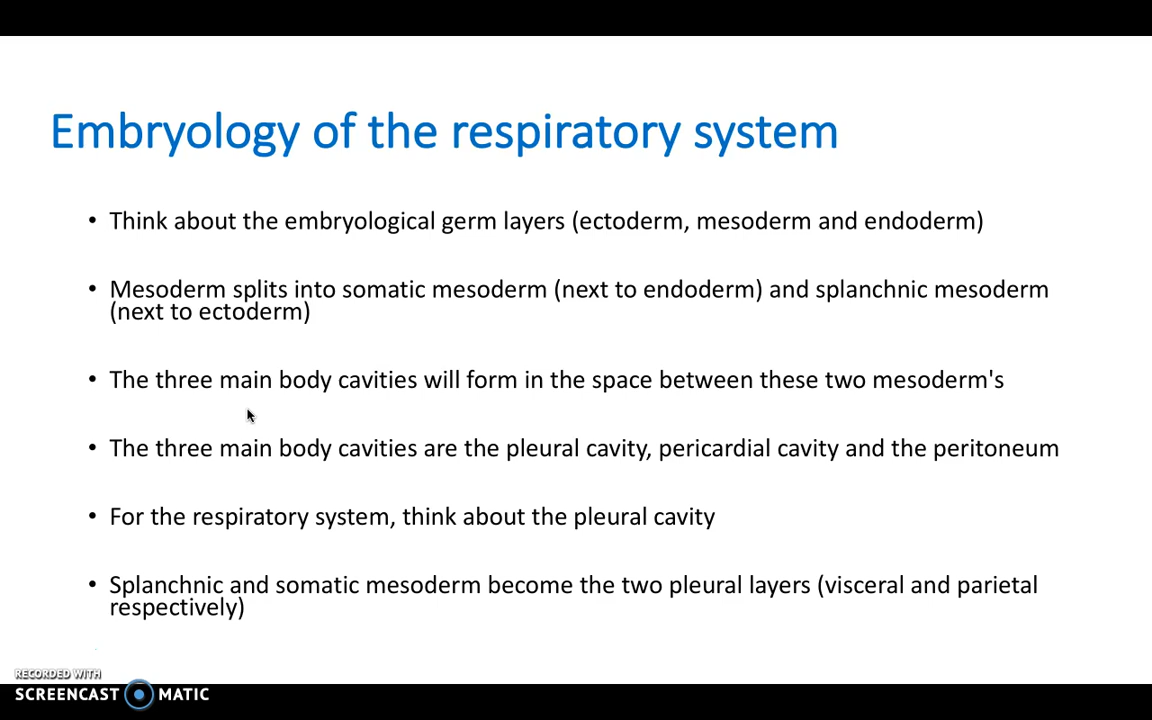 Embryology of the respiratory system
• Think about the embryological germ layers (ectoderm, mesoderm and endoderm)
• Mesoderm splits into somatic mesoderm (next to endoderm) and splanchnic mesoderm
(next to ectoderm)
• The three main body cavities will form in the space between these two mesoderm's
• The three main body cavities are the pleural cavity, pericardial cavity and the peritoneum
• For the respiratory system, think about the pleural cavity
• Splanchnic and somatic mesoderm become the two pleural layers (visceral and parietal
respectively)
RECORDED WITH
SCREENCAST MATIC